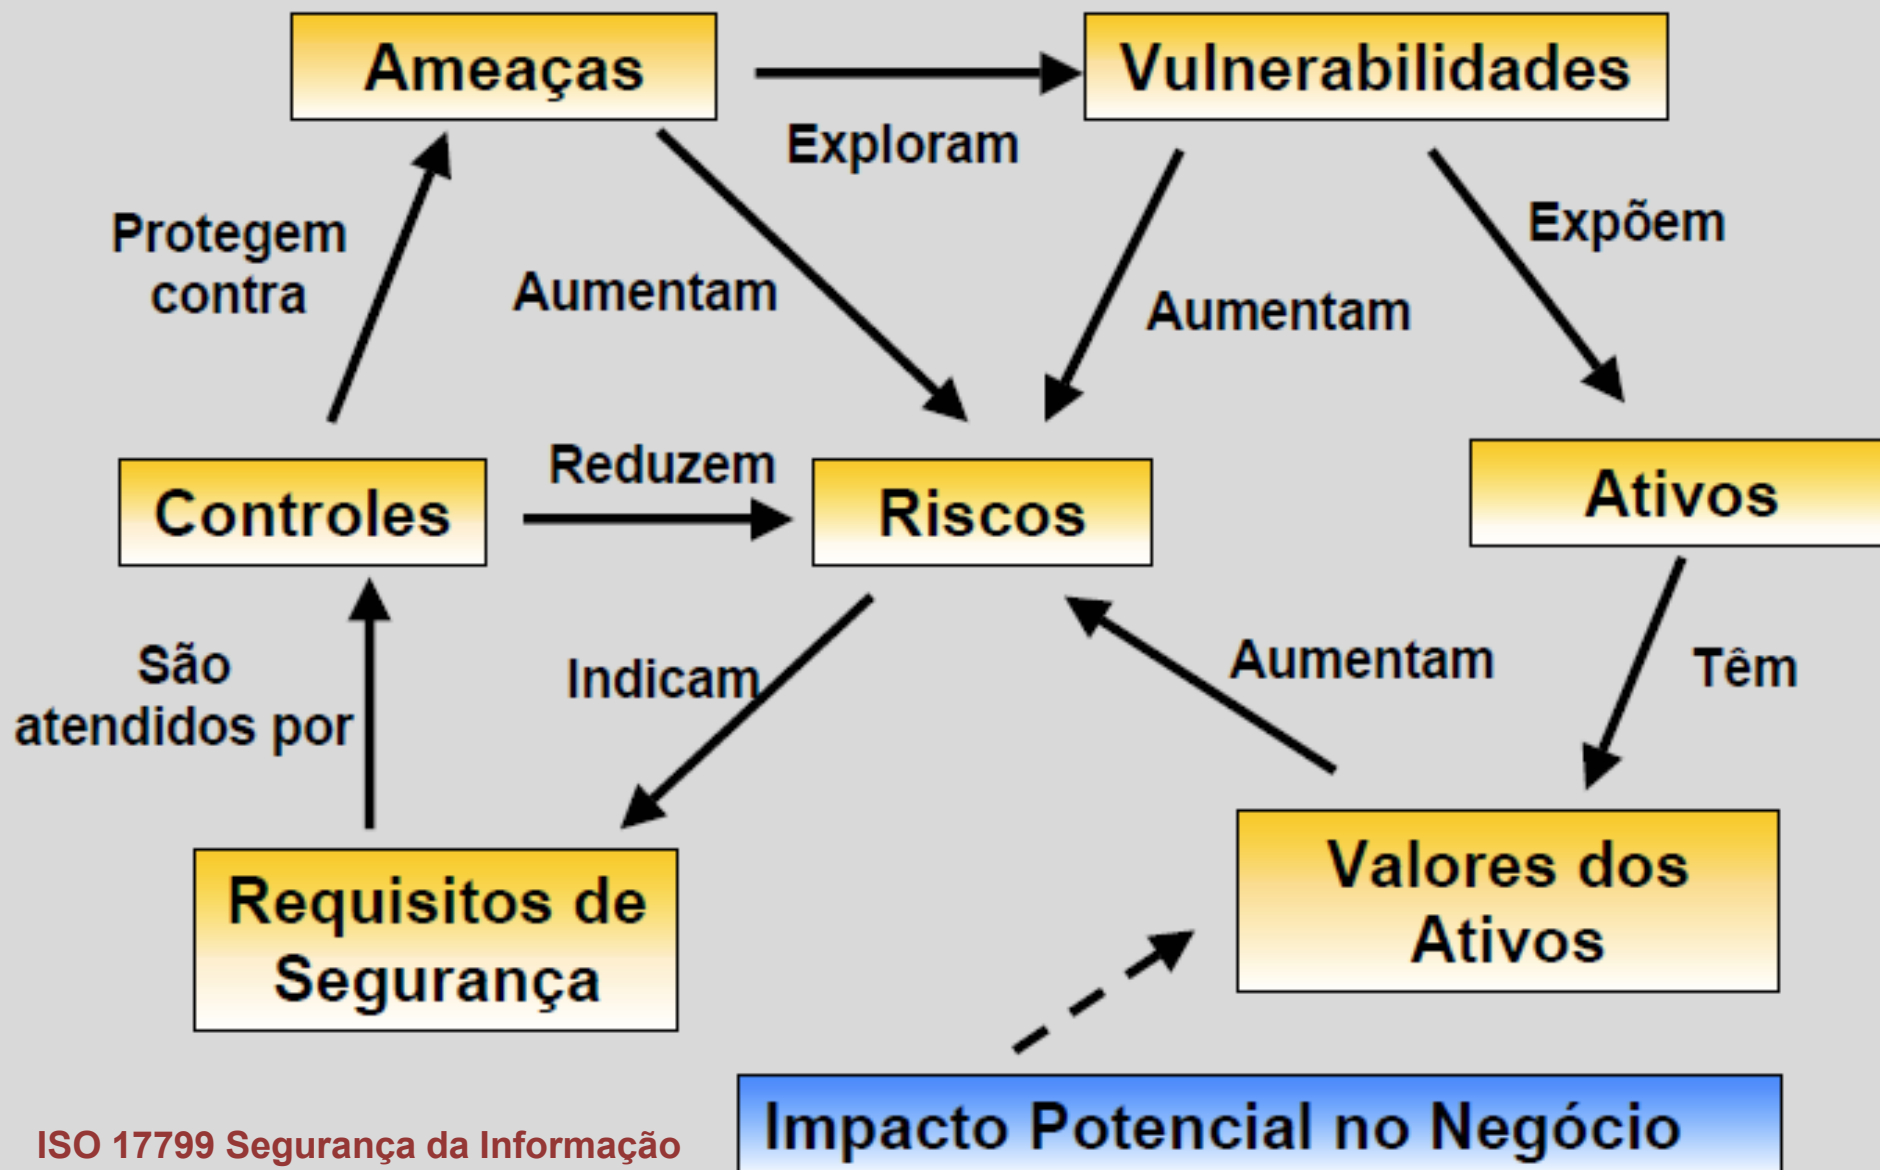 Ameaças
Vulnerabilidades
Exploram
Protegem
contra
Aumentam
Aumentam
Expõem
Controles
Reduzem
Riscos
Ativos
São
atendidos por
Indicam
Aumentam
Têm
Requisitos de
Segurança
Valores dos
Ativos
Impacto Potencial no Negócio
ISO 17799 Segurança da Informação